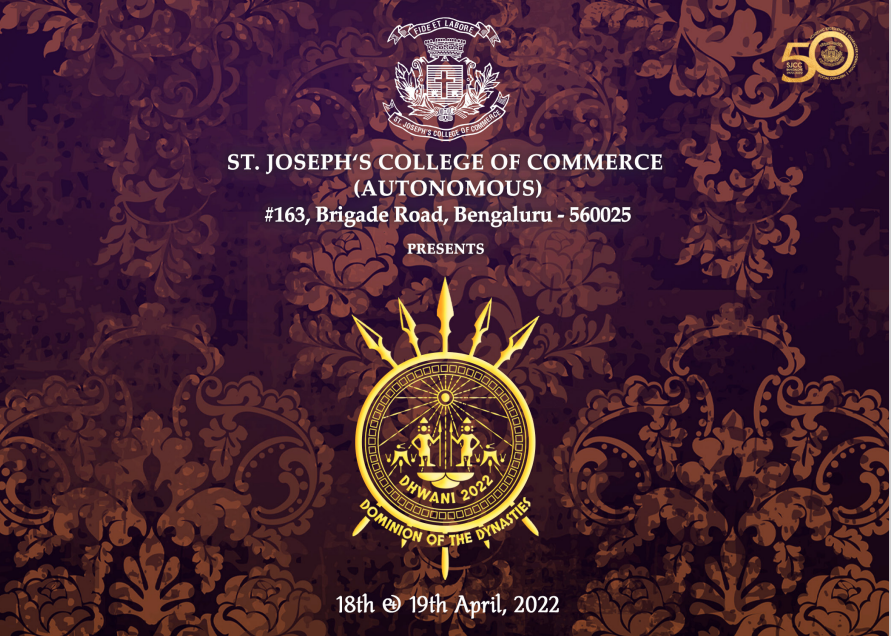 FIDE ET LABORE
ST. JOSEPH'S COLLEGE OF COMMERCE
50
SJCC
ST. JOSEPH'S COLLEGE OF COMMERCE
(AUTONOMOUS)
#163, Brigade Road, Bengaluru - 560025
PRESENTS
DHWANI 2022
DOMINION OF THE DYNASTIES
18th & 19th April, 2022